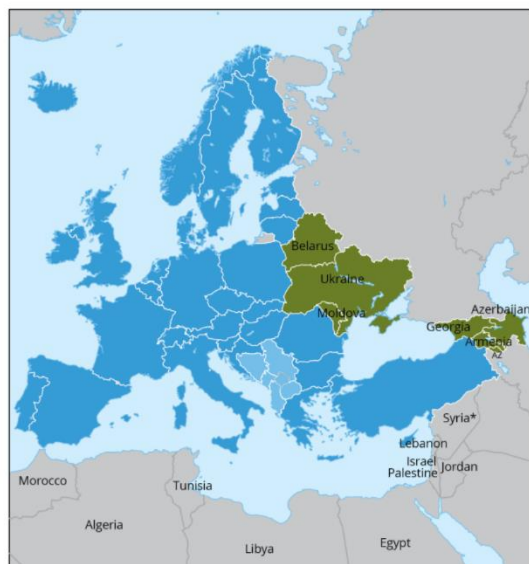 Belarus
Ukraine
Moldova
Azerbaijan
Georgia
Armenia
AZ
Syria*
Lebanon
Israel
Palestine
Jordan
Morocco
Tunisia
Algeria
Libya
Egypt